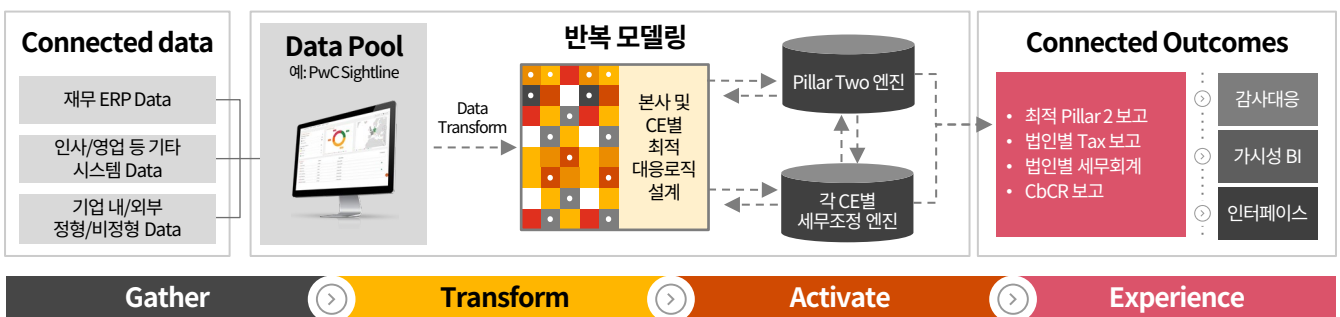 Connected data
재무 ERP Data
인사/영업 등 기타
시스템 Data
기업 내/외부
정형/비정형 Data
Data Pool
예: PwC Sightline
Data
Transform
반복 모델링
본사 및
CE별
최적
대응로직
설계
Pillar Two 엔진
각 CE별
세무조정 엔진
Connected Outcomes
• 최적 Pillar 2 보고
• 법인별 Tax 보고
• 법인별 세무회계
• CbCR 보고
감사대응
가시성 BI
인터페이스
Gather
Transform
Activate
Experience